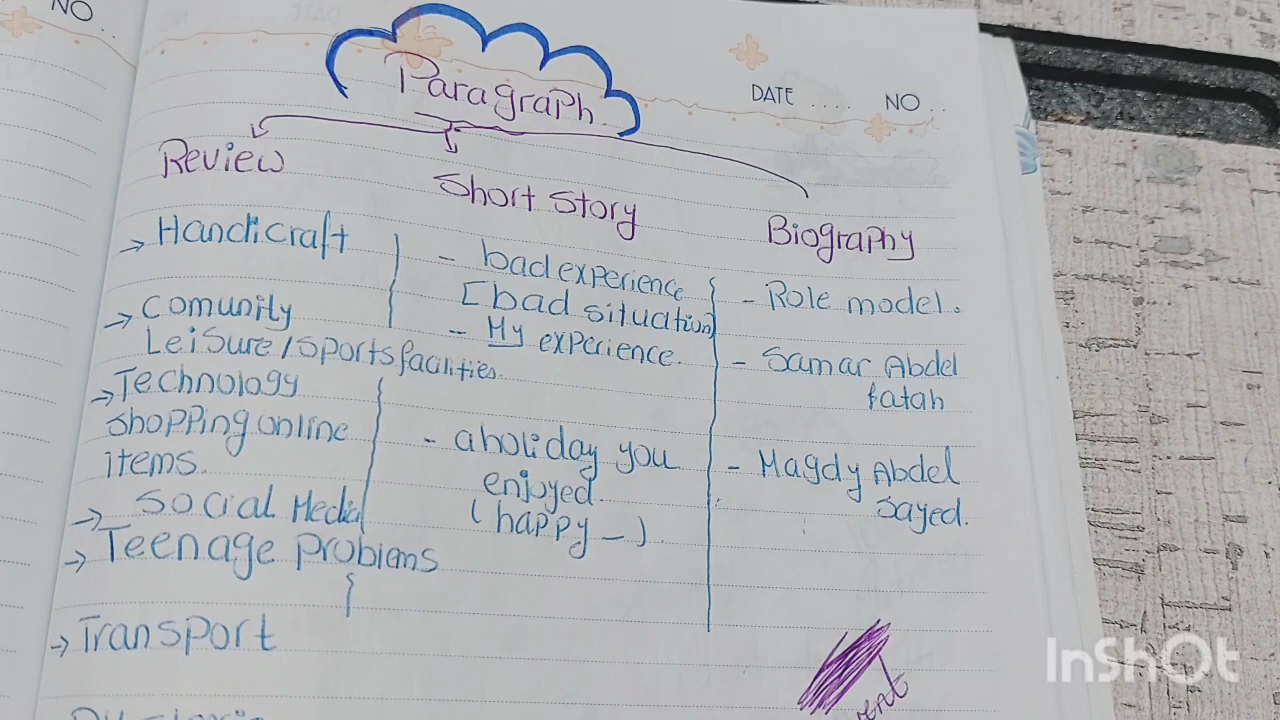 NO ..
DATE .... NO ..
Paragraph
Review
Short Story
Biography
→ Handicraft
→ Comunity
Leisure / sports facilities.
→ Technology
shopping online
items.
→ Social Media
→ Teenage problems
→ Transport
- bad experience
[bad situation]
- My experience.
- a holiday you
enjoyed.
(happy _).
- Role model.
- Samar Abdel
fatah
- Magdy Abdel
Sayed.
InShOt